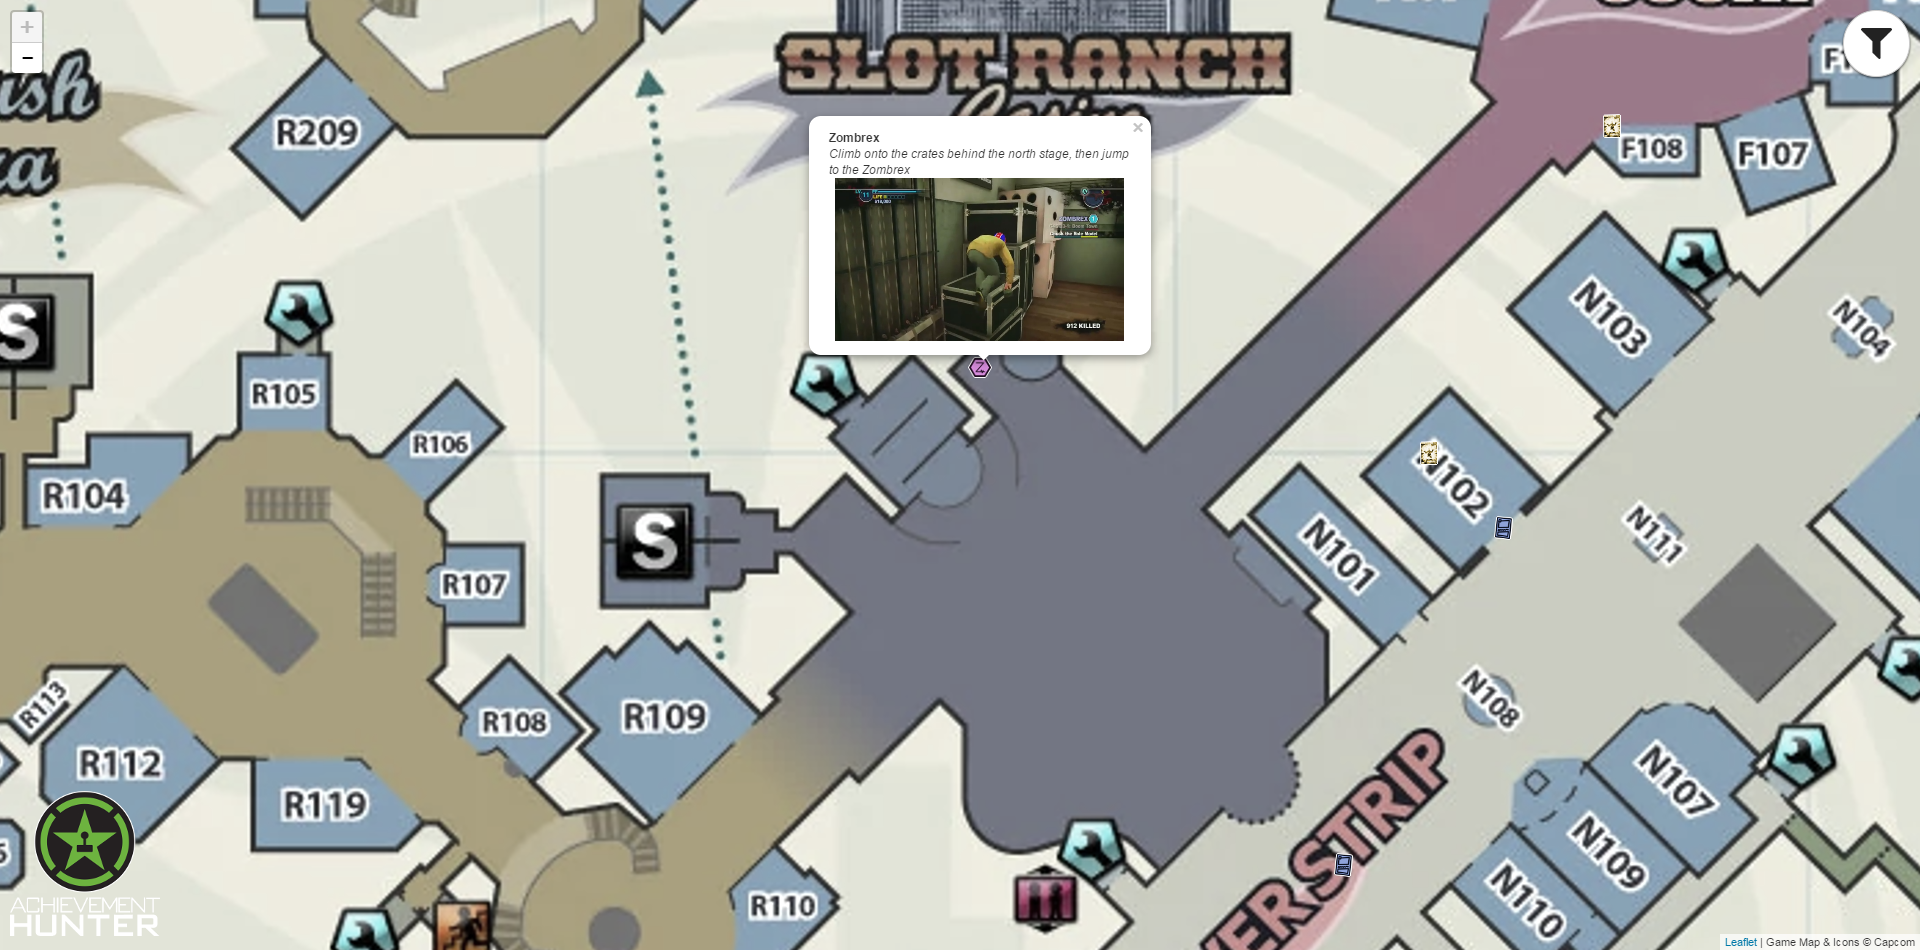 +
-
SLOT RANCH
Casino
R209
Zombrex
×
Climb onto the crates behind the north stage, then jump
to the Zombrex
912 KILLED
F108
F107
N103
N104
S
R105
R106
R104
S
N102
N101
N111
R107
R113
R108
R109
R112
R119
N108
N107
N109
N110
STRIP
R110
ACHIEVEMENT
HUNTER
Leaflet | Game Map & Icons © Capcom